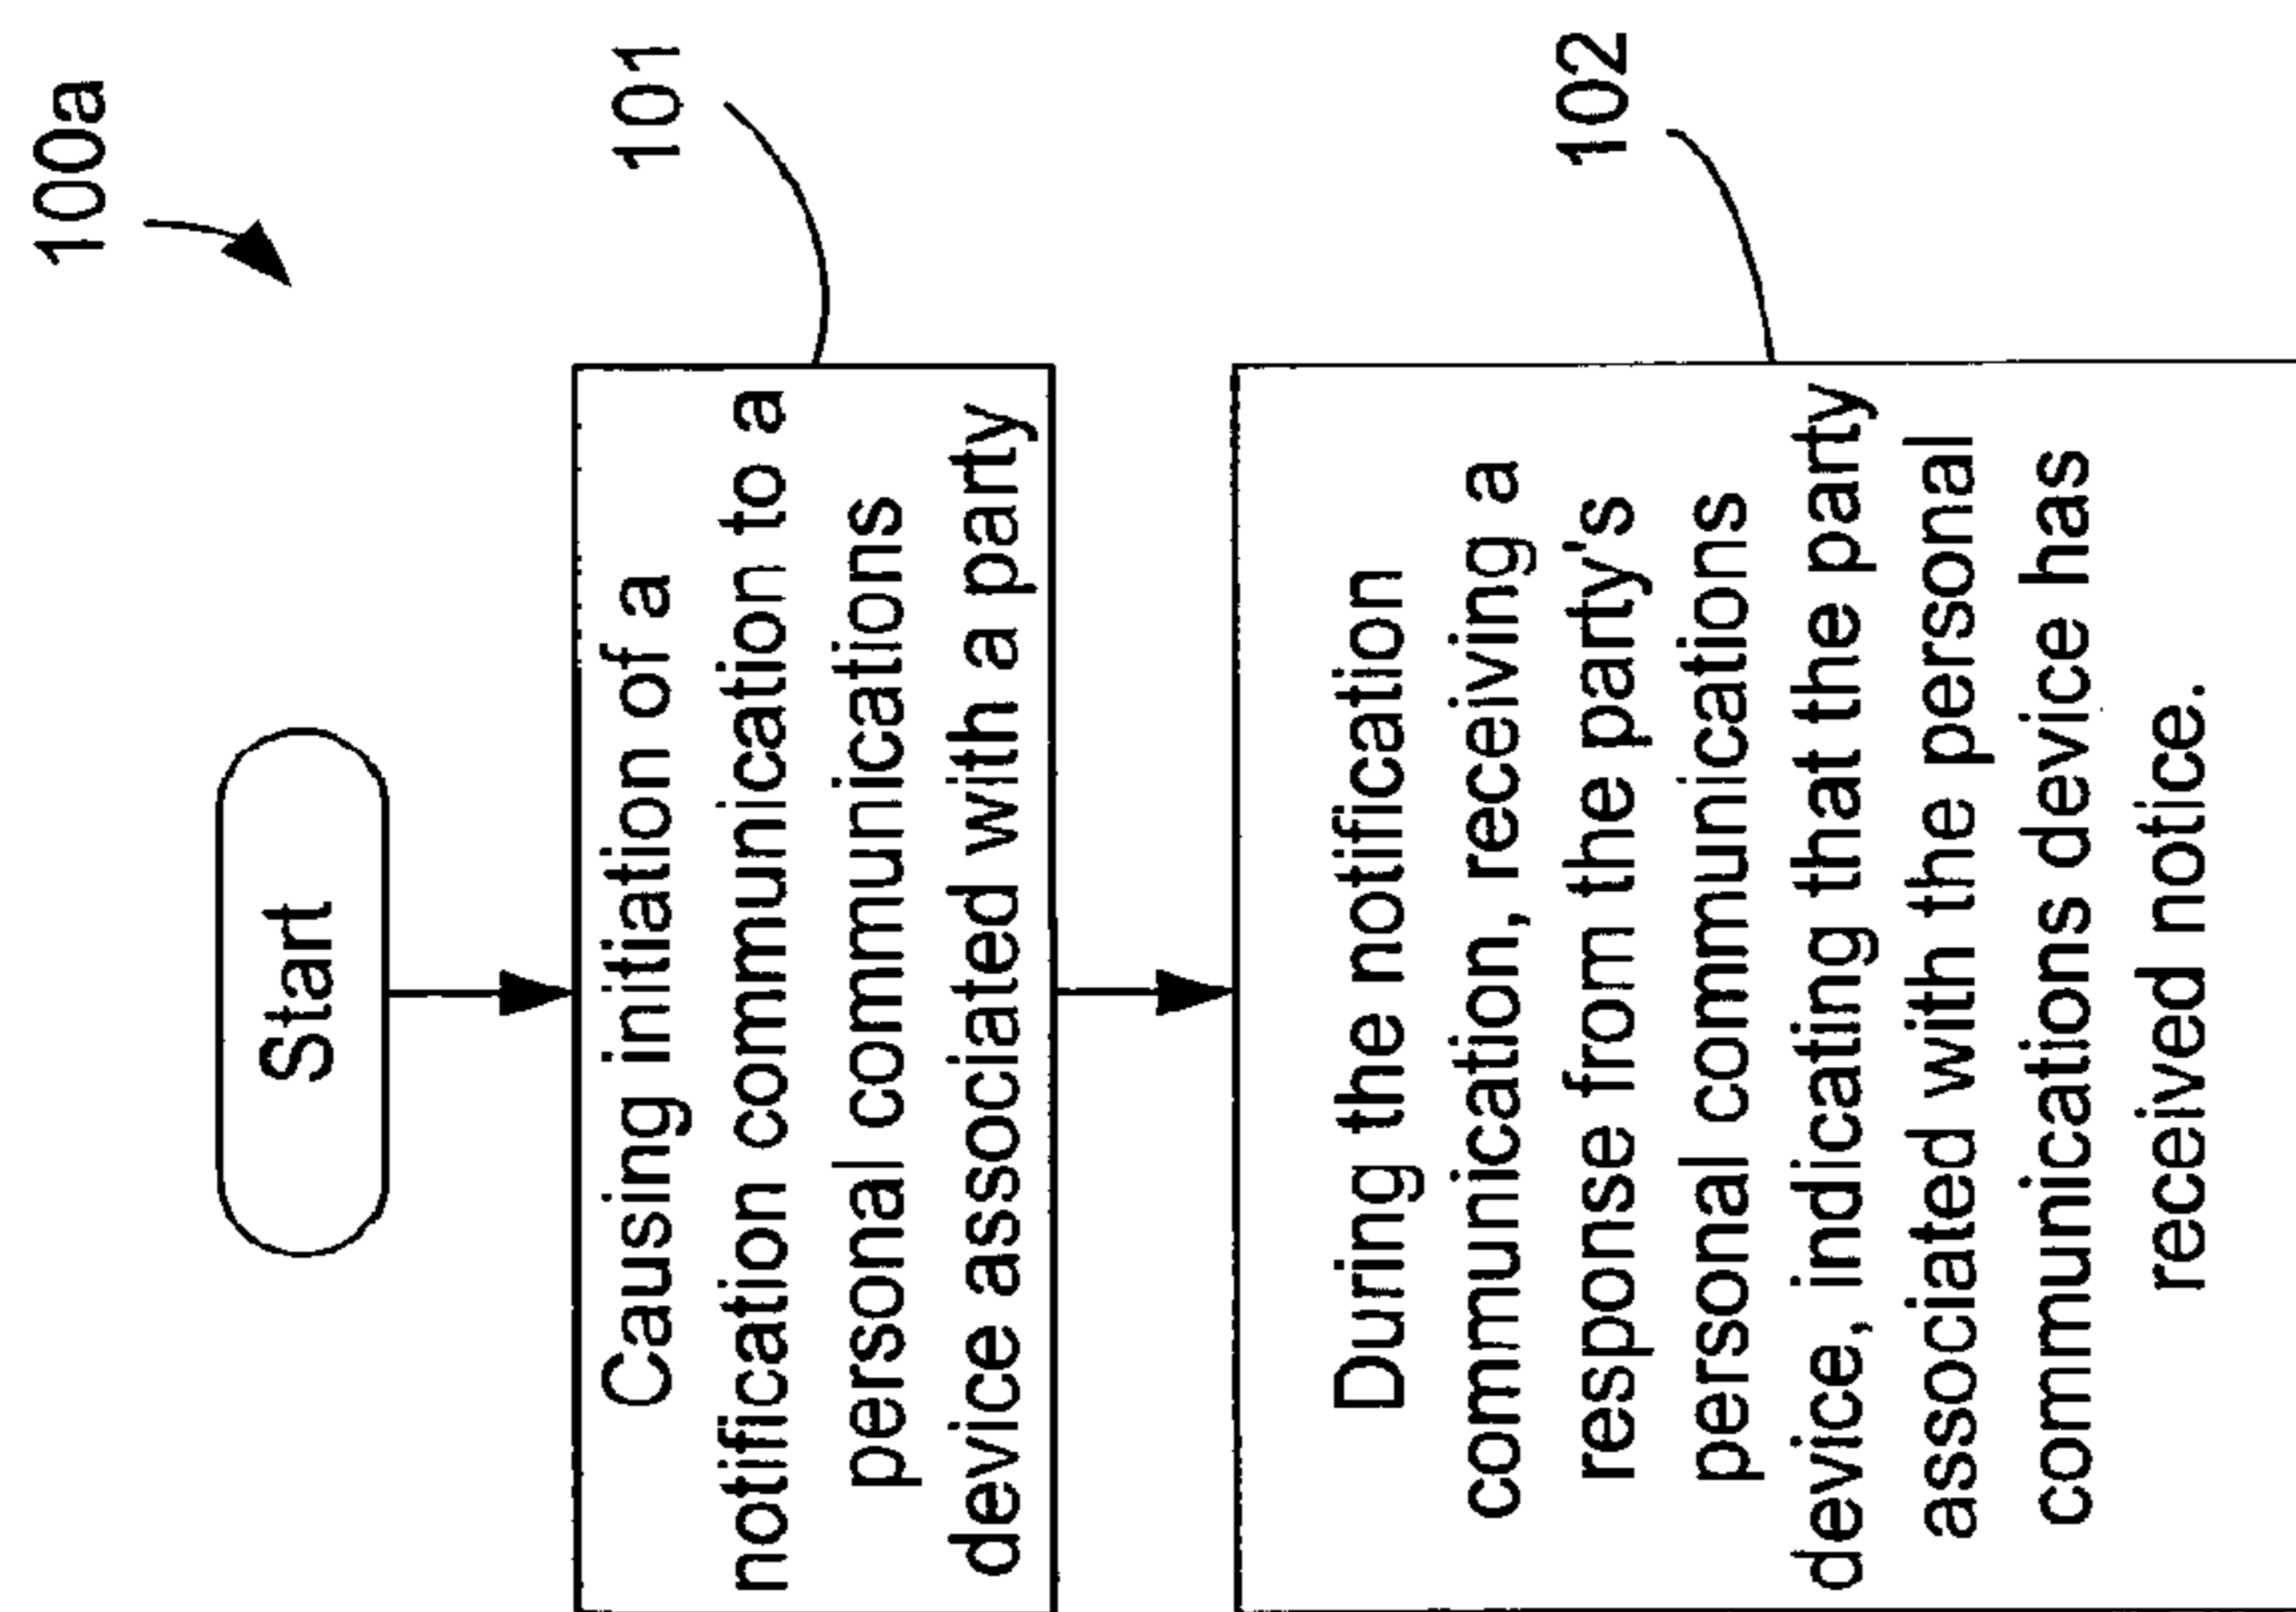 100a
Start
Causing initiation of a
notification communication to a
personal communications
device associated with a party
101
During the notification
communication, receiving a
response from the party's
personal communications
device, indicating that the party
associated with the personal
communications device has
received notice.
102